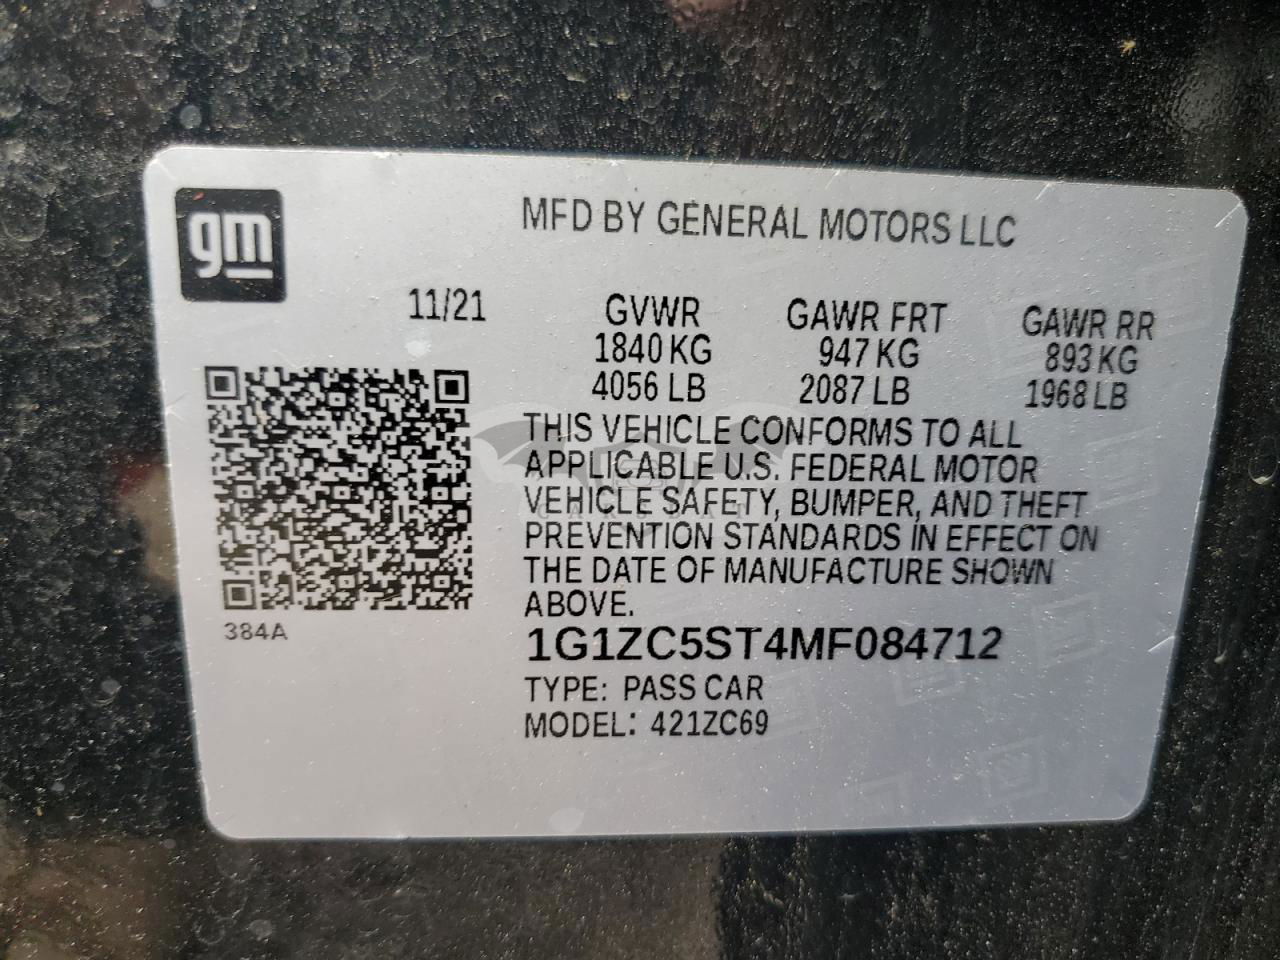 gm
MFD BY GENERAL MOTORS LLC
11/21 GVWR GAWR FRT GAWR RR
1840 KG 947 KG 893 KG
4056 LB 2087 LB 1968 LB
THIS VEHICLE CONFORMS TO ALL
APPLICABLE U.S. FEDERAL MOTOR
VEHICLE SAFETY, BUMPER, AND THEFT
PREVENTION STANDARDS IN EFFECT ON
THE DATE OF MANUFACTURE SHOWN
ABOVE.
384A
1G1ZC5ST4MF084712
TYPE: PASS CAR
MODEL: 421ZC69